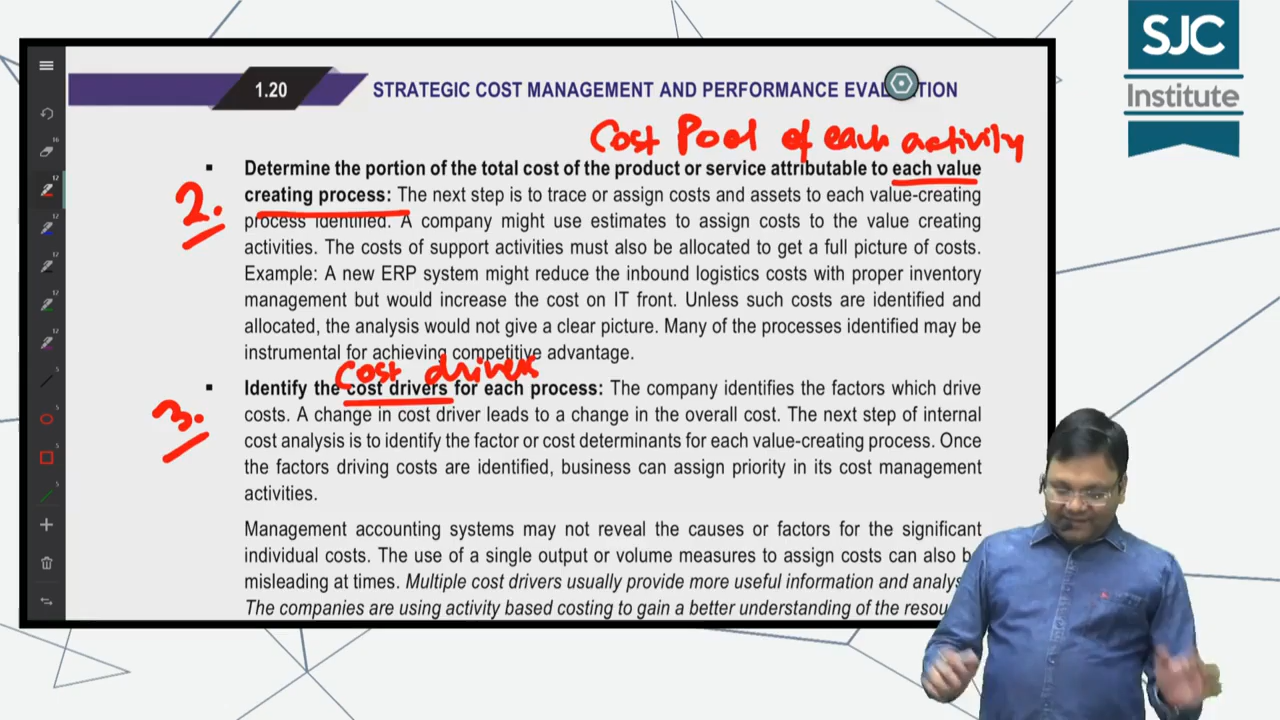 SJC
Institute
1.20
STRATEGIC COST MANAGEMENT AND PERFORMANCE EVAL TION
Cost Pool of each activity
▪ Determine the portion of the total cost of the product or service attributable to each value
2. creating process: The next step is to trace or assign costs and assets to each value-creating
process identified. A company might use estimates to assign costs to the value creating
activities. The costs of support activities must also be allocated to get a full picture of costs.
Example: A new ERP system might reduce the inbound logistics costs with proper inventory
management but would increase the cost on IT front. Unless such costs are identified and
allocated, the analysis would not give a clear picture. Many of the processes identified may be
instrumental for achieving competitive advantage.
Cost drivers
▪ Identify the cost drivers for each process: The company identifies the factors which drive
3. costs. A change in cost driver leads to a change in the overall cost. The next step of internal
cost analysis is to identify the factor or cost determinants for each value-creating process. Once
the factors driving costs are identified, business can assign priority in its cost management
activities.
Management accounting systems may not reveal the causes or factors for the significant
individual costs. The use of a single output or volume measures to assign costs can also b
misleading at times. Multiple cost drivers usually provide more useful information and analys
The companies are using activity based costing to gain a better understanding of the resou